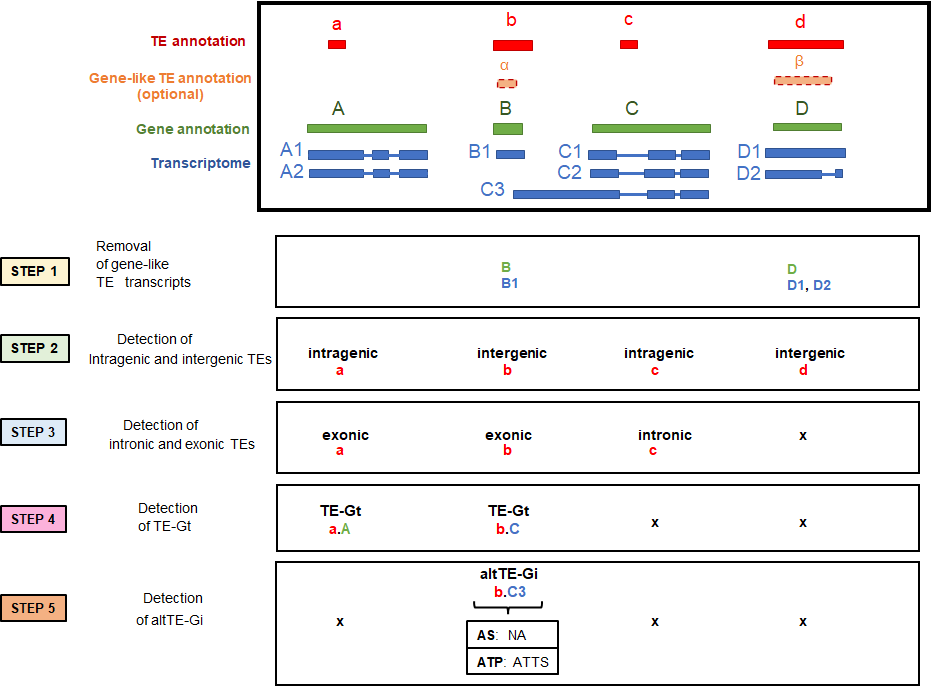 a b c d
TE annotation
α β
Gene-like TE annotation
(optional)
A B C D
Gene annotation
A1 B1 C1 D1
Transcriptome
A2 C2 D2
C3
STEP 1
Removal
of gene-like
TE transcripts
B
B1
D
D1, D2
STEP 2
Detection of
Intragenic and intergenic TEs
intragenic intergenic intragenic intergenic
a b c d
STEP 3
Detection of
intronic and exonic TEs
exonic exonic intronic x
a b c
STEP 4
Detection
of TE-Gt
TE-Gt TE-Gt
a.A b.C x x
STEP 5
Detection
of altTE-Gi
altTE-Gi
b.C3
x x x
AS: NA
ATP: ATTS